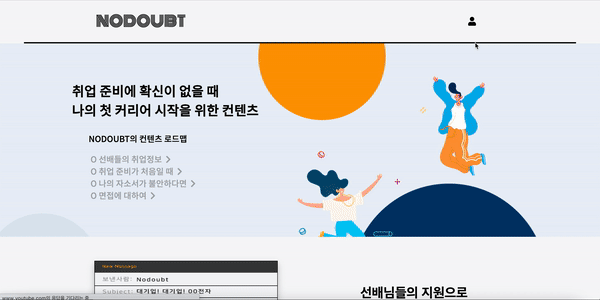 NODOUBT
취업 준비에 확신이 없을 때
나의 첫 커리어 시작을 위한 컨텐츠
NODOUBT의 컨텐츠 로드맵
O 선배들의 취업정보 >
O 취업 준비가 처음일 때 >
O 나의 자소서가 불안하다면 >
O 면접에 대하여 >
보낸사람: Nodoubt
Subject: 대기업! 대기업! 00전자
선배님들의 지원으로